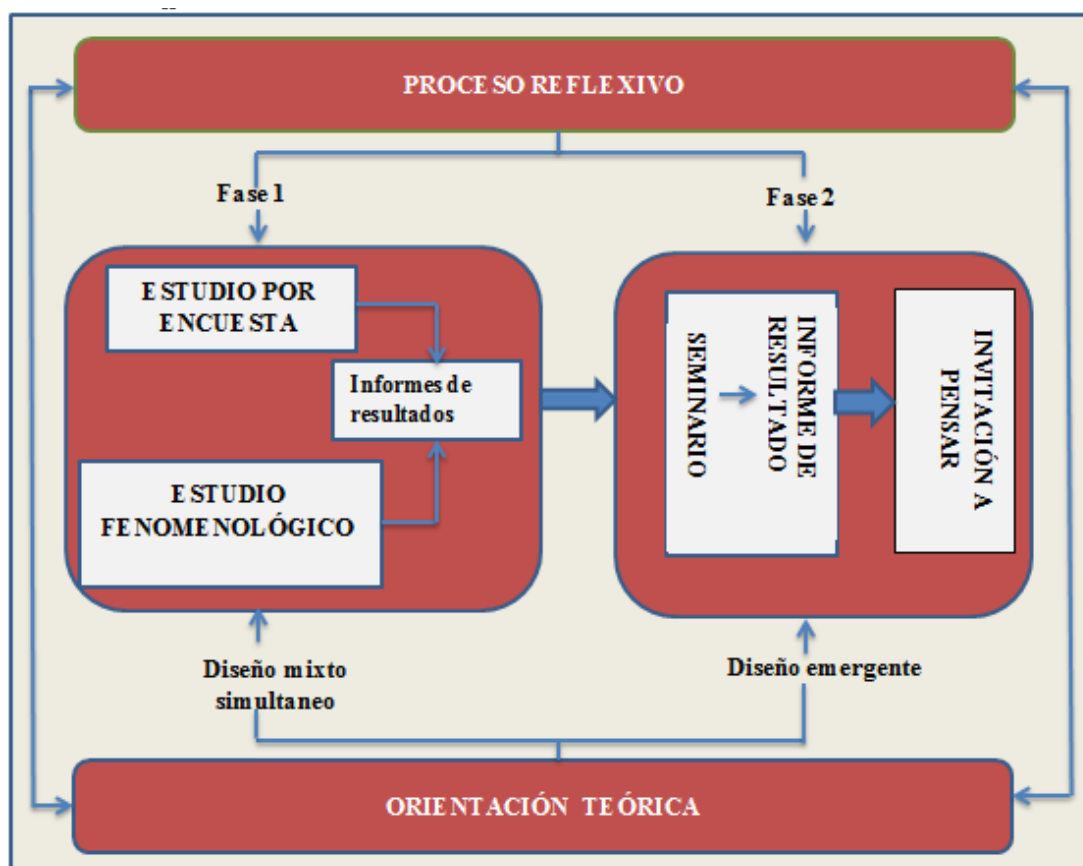 PROCESO REFLEXIVO
Fase 1
Fase 2
ESTUDIO POR
ENCUESTA
Informes de
resultados
ESTUDIO
FENOMENOLÓGICO
SEMINARIO
INFORME DE
RESULTADO
INVITACIÓN A
PENSAR
Diseño mixto
simultaneo
Diseño emergente
ORIENTACIÓN TEÓRICA